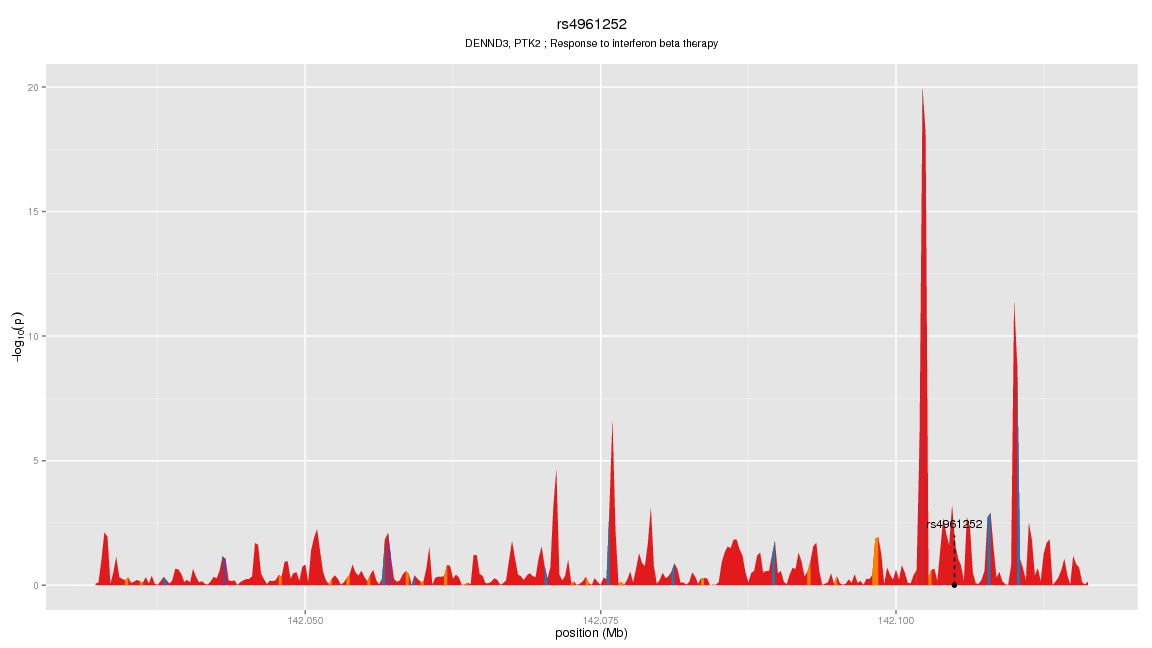 rs4961252
DENND3, PTK2 ; Response to interferon beta therapy
20
15
10
5
0
−log10(p)
rs4961252
142.050
142.075
142.100
position (Mb)